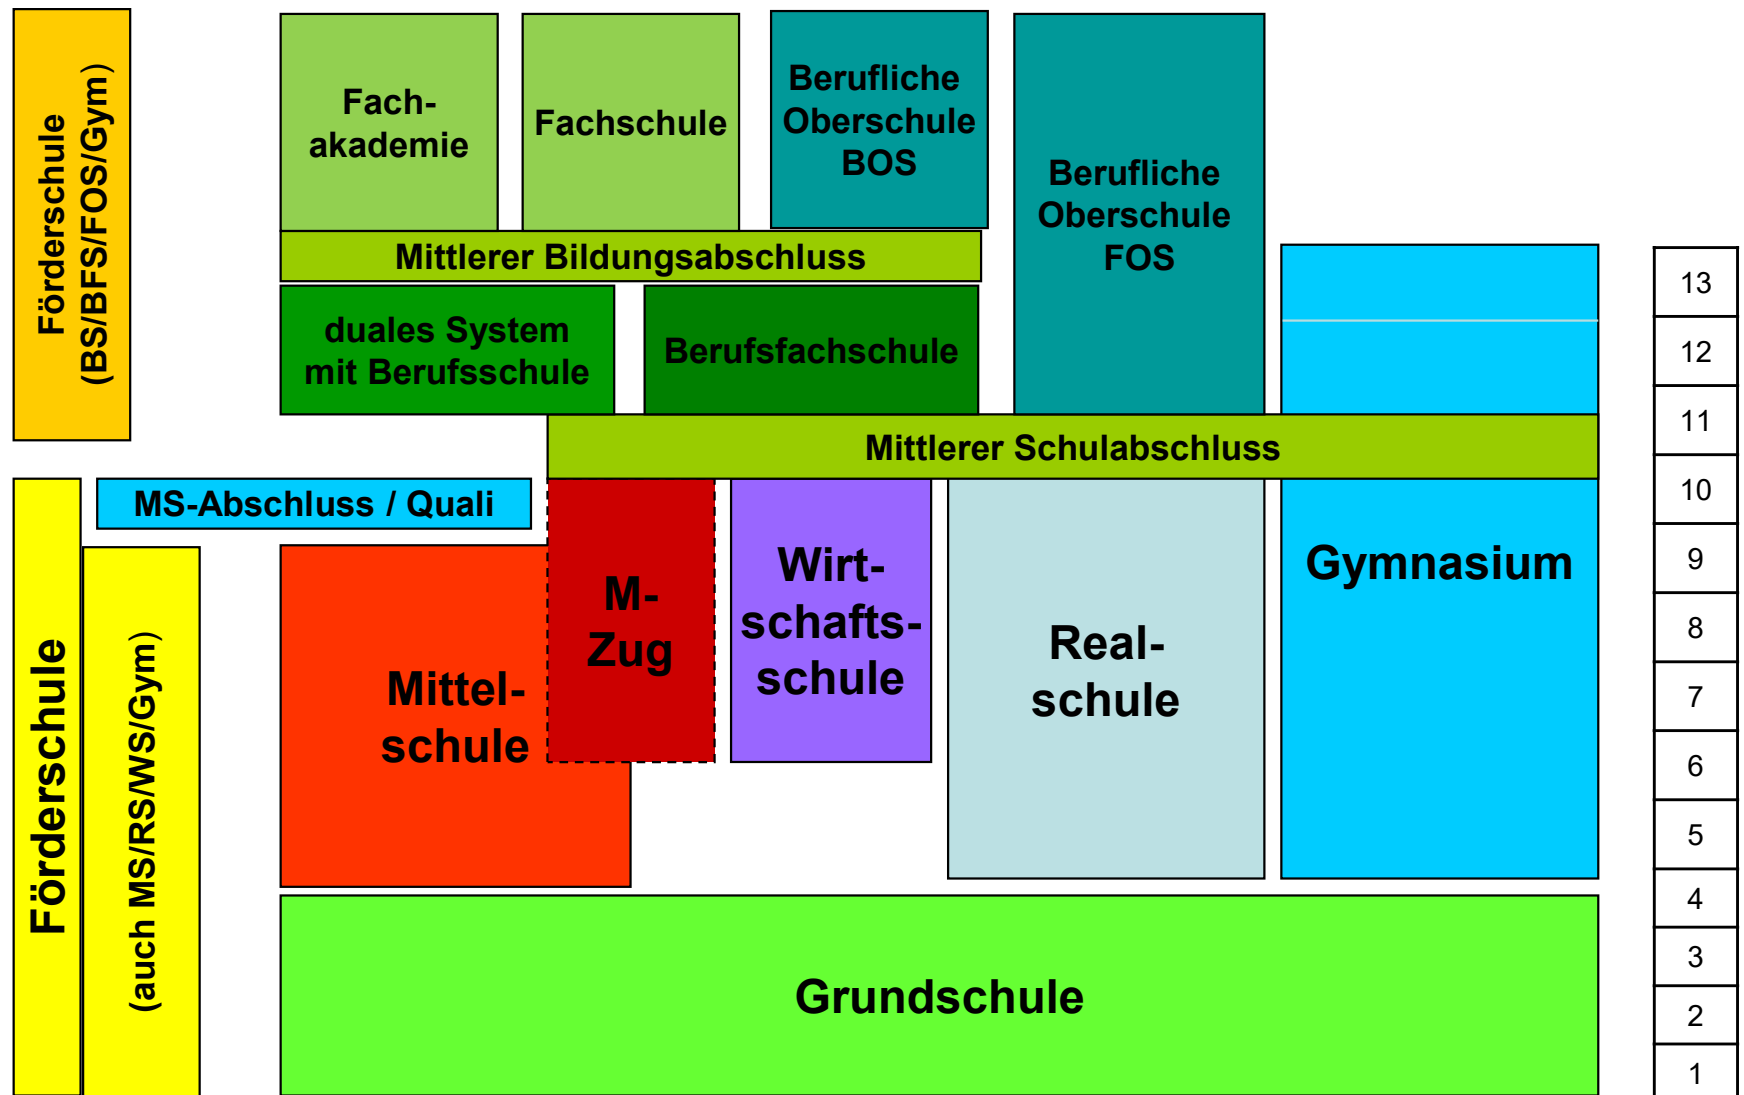 Förderschule
(BS/BFS/FOS/Gym)
Fach-
akademie
Fachschule
Berufliche
Oberschule
BOS
Berufliche
Oberschule
FOS
Mittlerer Bildungsabschluss
duales System
mit Berufsschule
Berufsfachschule
Mittlerer Schulabschluss
MS-Abschluss / Quali
Förderschule
(auch MS/RS/WS/Gym)
Mittel-
schule
M-
Zug
Wirt-
schafts-
schule
Real-
schule
Gymnasium
Grundschule
13
12
11
10
9
8
7
6
5
4
3
2
1